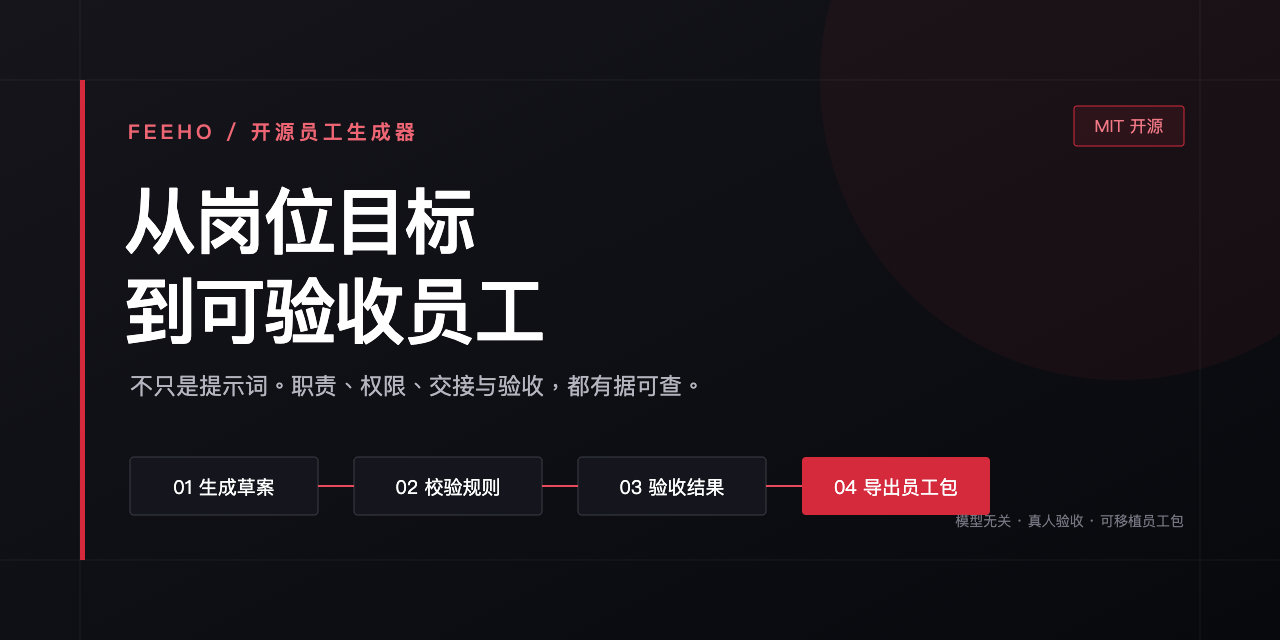 FEEHO / 开源员工生成器
MIT 开源
从岗位目标
到可验收员工
不只是提示词。职责、权限、交接与验收，都有据可查。
01 生成草案
02 校验规则
03 验收结果
04 导出员工包
模型无关 · 真人验收 · 可移植员工包